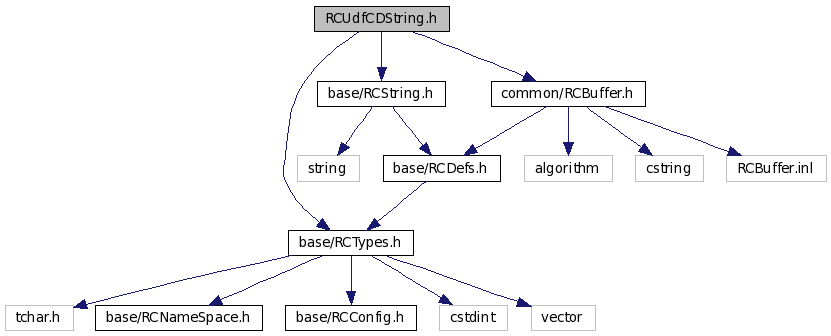 RCUdfCDString.h
base/RCString.h
common/RCBuffer.h
string
base/RCDefs.h
algorithm
cstring
RCBuffer.inl
base/RCTypes.h
tchar.h
base/RCNameSpace.h
base/RCConfig.h
cstdint
vector